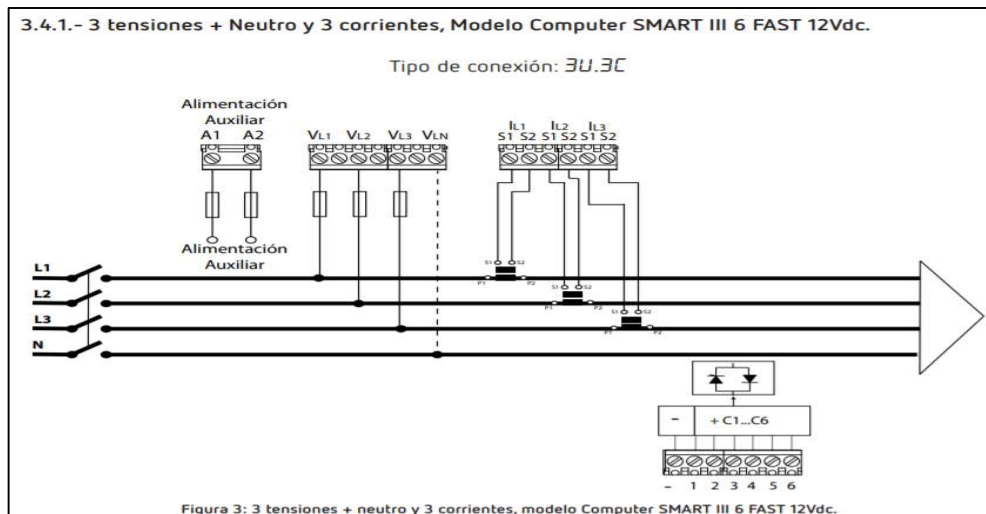 3.4.1.- 3 tensiones + Neutro y 3 corrientes, Modelo Computer SMART III 6 FAST 12Vdc.
Tipo de conexión: 3U.3C
Alimentación
Auxiliar
A1 A2
VL1 VL2 VL3 VLN
IL1 IL2 IL3
S1 S2 S1 S2 S1 S2
Alimentación
Auxiliar
L1
L2
L3
N
S1 S2
P1 P2
S1 S2
P1 P2
S1 S2
P1 P2
- + C1...C6
- 1 2 3 4 5 6
Figura 3: 3 tensiones + neutro y 3 corrientes, modelo Computer SMART III 6 FAST 12Vdc.